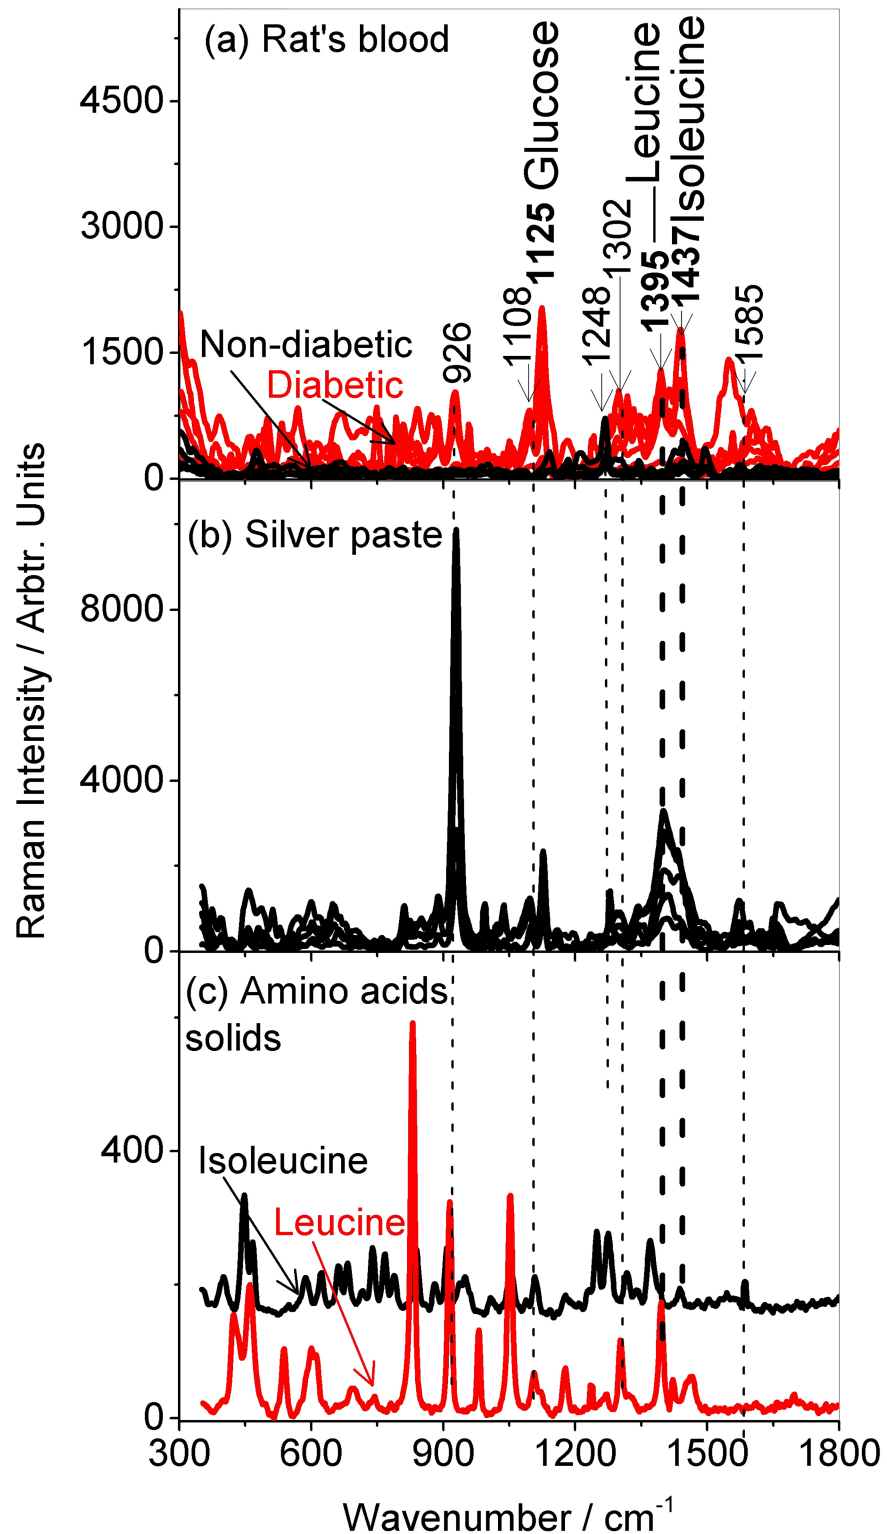 (a) Rat's blood
4500
3000
1500
0
926
1108
1125 Glucose
1248
1302
1395 — Leucine
1437 Isoleucine
1585
Non-diabetic
Diabetic
(b) Silver paste
8000
4000
0
(c) Amino acids
solids
400
0
Isoleucine
Leucine
300 600 900 1200 1500 1800
Wavenumber / cm⁻¹
Raman Intensity / Arbtr. Units